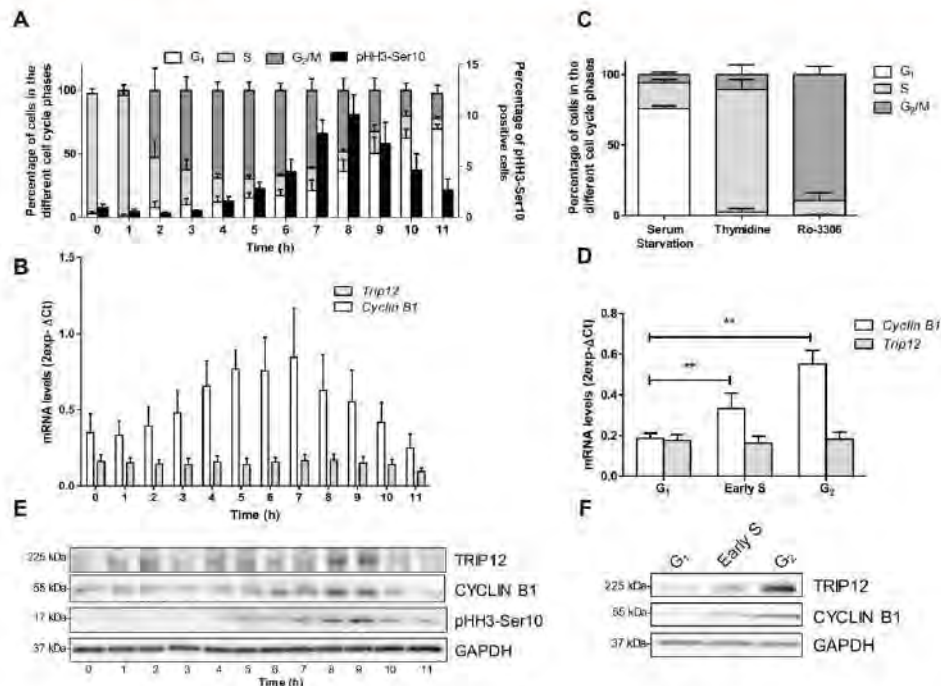 A
G₁ S G₂/M pHH3-Ser10
Percentage of cells in the
different cell cycle phases
100
50
0
15
10
5
0
Percentage of pHH3-Ser10
positive cells
0 1 2 3 4 5 6 7 8 9 10 11
Time (h)
B
mRNA levels (2exp- ΔCt)
1.5
1.0
0.5
0.0
Trip12
Cyclin B1
0 1 2 3 4 5 6 7 8 9 10 11
Time (h)
C
Percentage of cells in the
different cell cycle phases
100
50
0
G₁
S
G₂/M
Serum
Starvation
Thymidine
Ro-3306
D
mRNA levels (2exp-ΔCt)
0.8
0.6
0.4
0.2
0.0
**
**
Cyclin B1
Trip12
G₁ Early S G₂
E
225 kDa TRIP12
55 kDa CYCLIN B1
17 kDa pHH3-Ser10
37 kDa GAPDH
0 1 2 3 4 5 6 7 8 9 10 11
Time (h)
F
G₁ Early S G₂
225 kDa TRIP12
55 kDa CYCLIN B1
37 kDa GAPDH